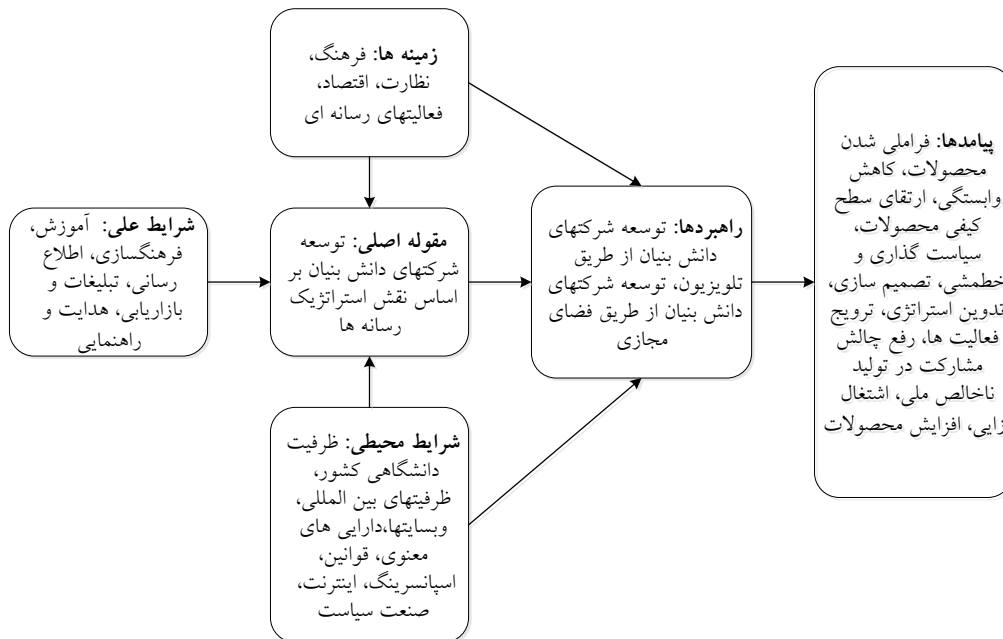 زمینه ها: فرهنگ،
نظارت، اقتصاد،
فعالیتهای رسانه ای
شرایط علی: آموزش،
فرهنگسازی، اطلاع
رسانی، تبلیغات و
بازاریابی، هدایت و
راهنمایی
مقوله اصلی: توسعه
شرکتهای دانش بنیان بر
اساس نقش استراتژیک
رسانه ها
شرایط محیطی: ظرفیت
دانشگاهی کشور،
ظرفیتهای بین المللی،
وبسایتها،دارایی های
معنوی، قوانین،
اسپانسرینگ، اینترنت،
صنعت سیاست
راهبردها: توسعه شرکتهای
دانش بنیان از طریق
تلویزیون، توسعه شرکتهای
دانش بنیان از طریق فضای
مجازی
پیامدها: فراملی شدن
محصولات، کاهش
وابستگی، ارتقای سطح
کیفی محصولات،
سیاست گذاری و
خطمشی، تصمیم سازی،
تدوین استراتژی، ترویج
فعالیت ها، رفع چالش
مشارکت در تولید
ناخالص ملی، اشتغال
زایی، افزایش محصولات